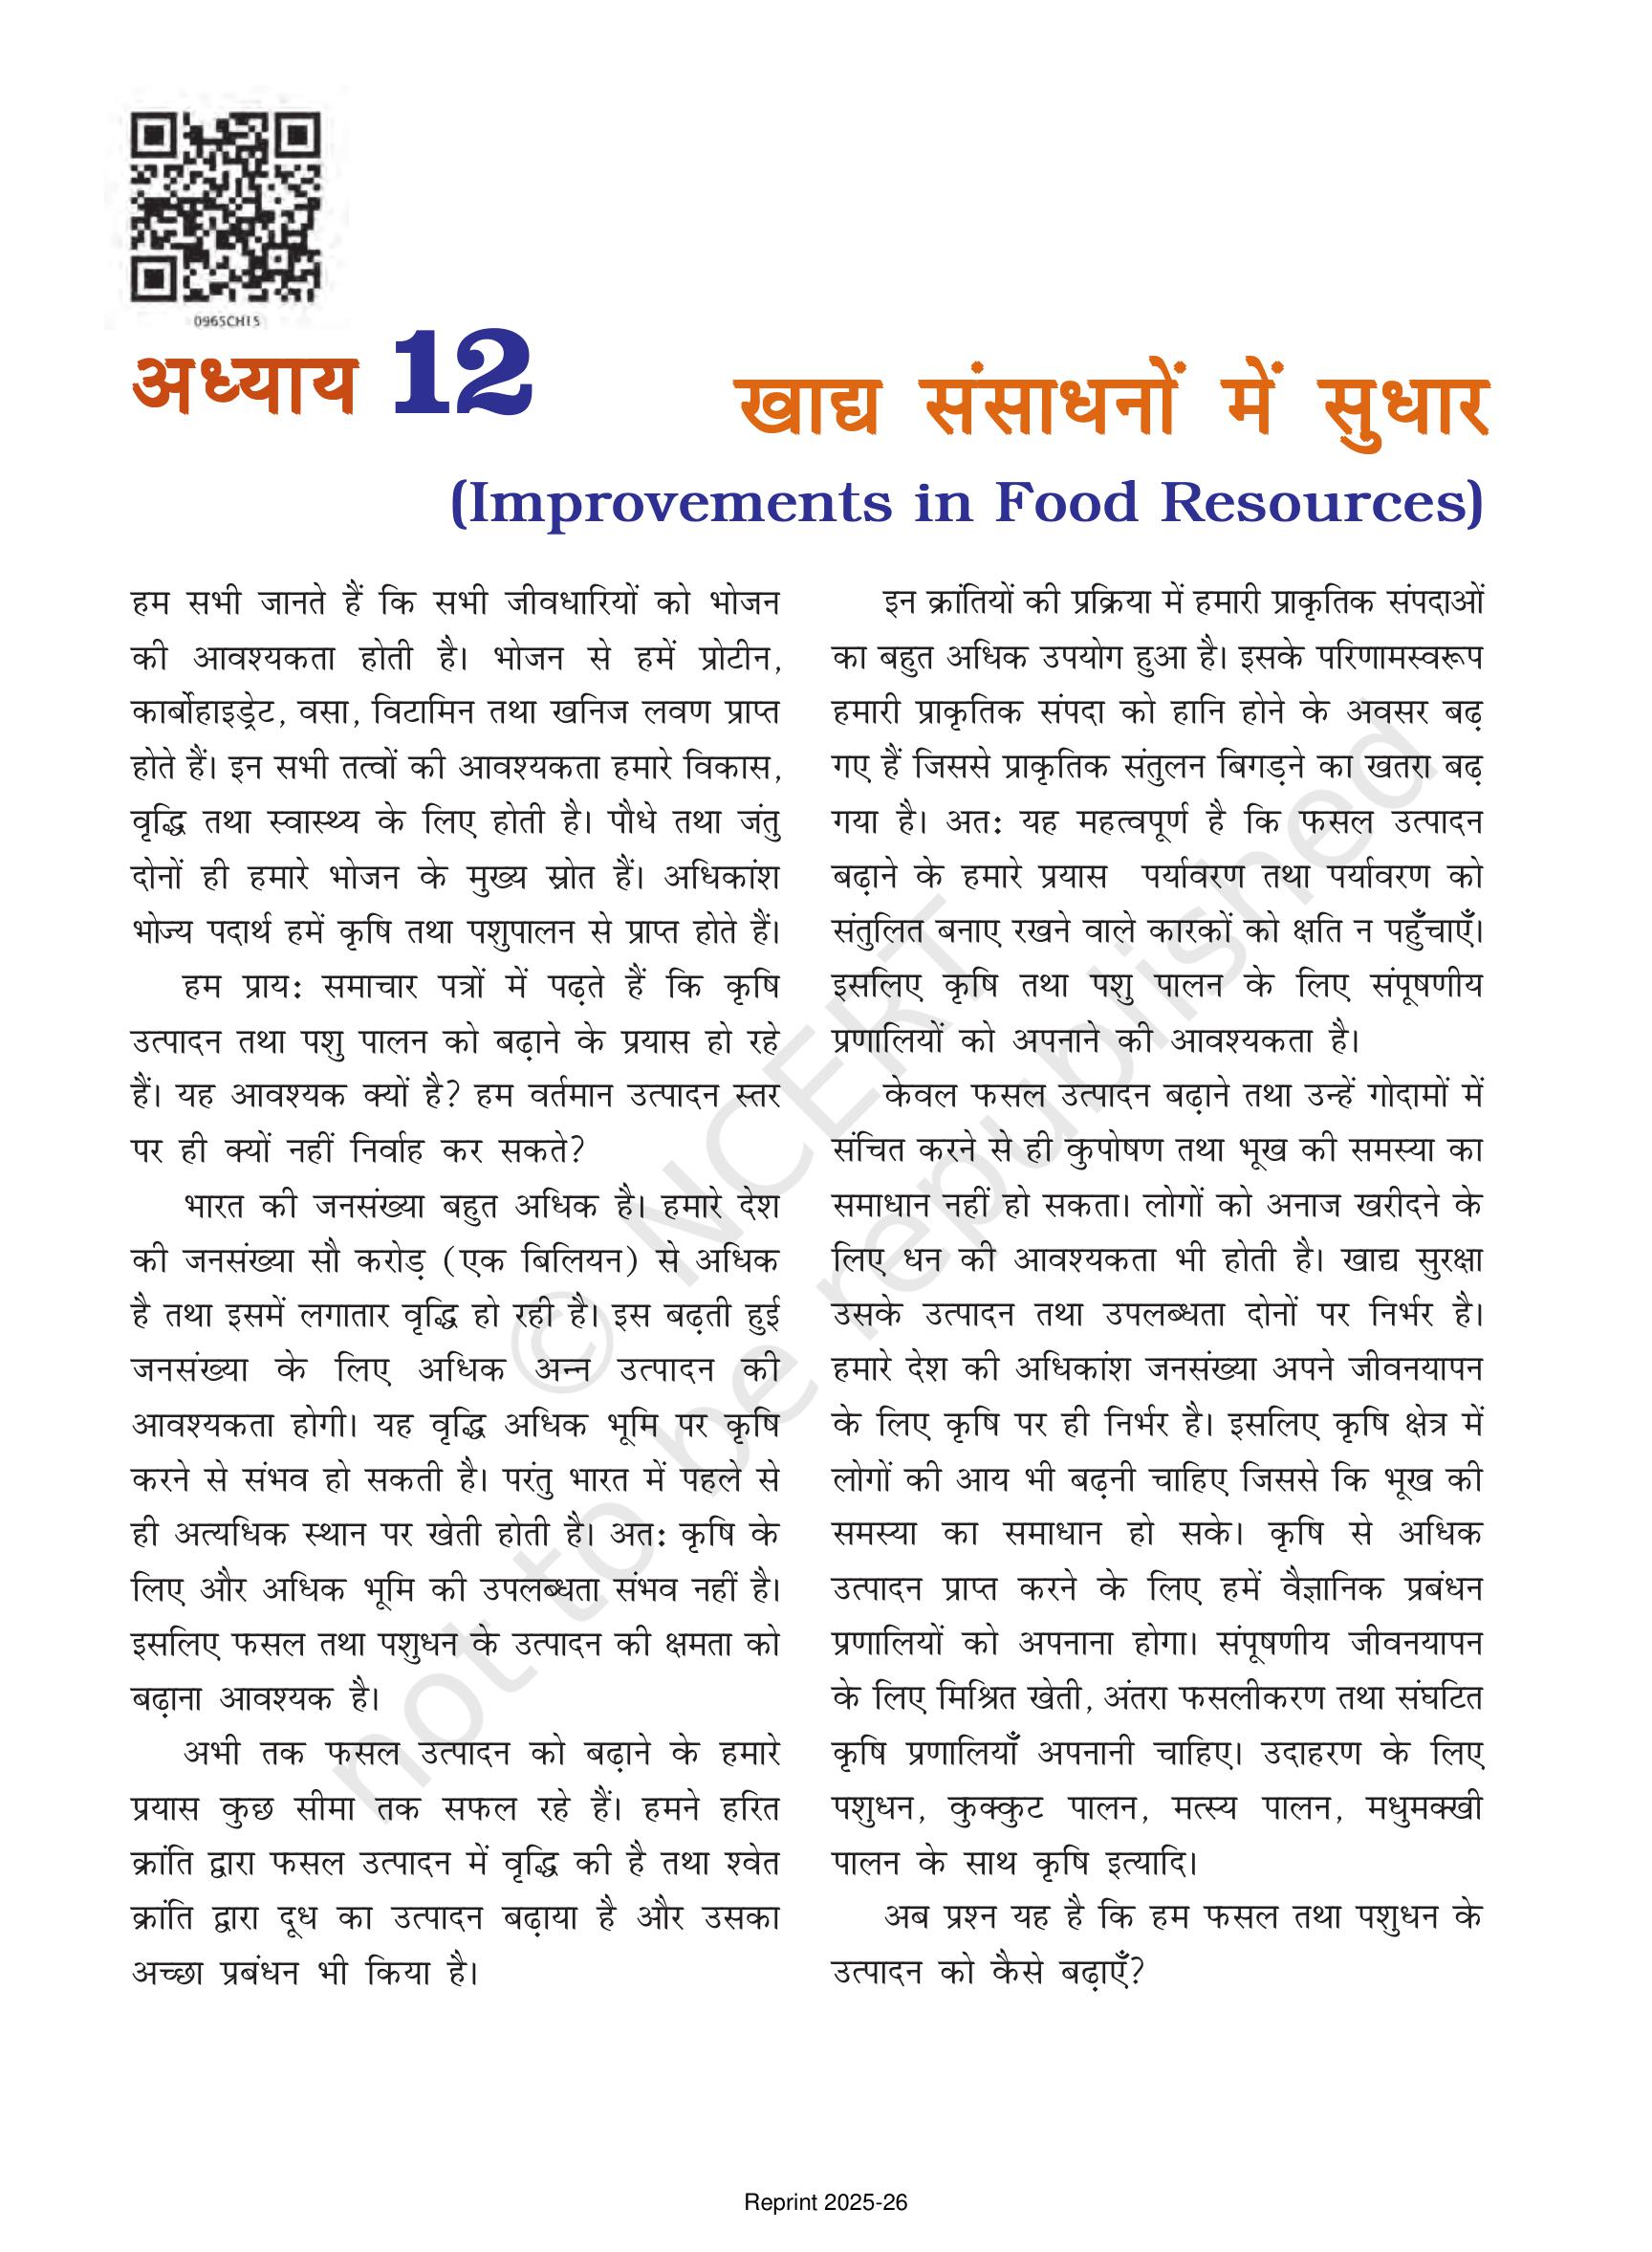 0965CH15
अध्याय 12
खाद्य संसाधनों में सुधार
(Improvements in Food Resources)
हम सभी जानते हैं कि सभी जीवधारियों को भोजन
की आवश्यकता होती है। भोजन से हमें प्रोटीन,
कार्बोहाइड्रेट, वसा, विटामिन तथा खनिज लवण प्राप्त
होते हैं। इन सभी तत्वों की आवश्यकता हमारे विकास,
वृद्धि तथा स्वास्थ्य के लिए होती है। पौधे तथा जंतु
दोनों ही हमारे भोजन के मुख्य स्रोत हैं। अधिकांश
भोज्य पदार्थ हमें कृषि तथा पशुपालन से प्राप्त होते हैं।
हम प्रायः समाचार पत्रों में पढ़ते हैं कि कृषि
उत्पादन तथा पशु पालन को बढ़ाने के प्रयास हो रहे
हैं। यह आवश्यक क्यों है? हम वर्तमान उत्पादन स्तर
पर ही क्यों नहीं निर्वाह कर सकते?
भारत की जनसंख्या बहुत अधिक है। हमारे देश
की जनसंख्या सौ करोड़ (एक बिलियन) से अधिक
है तथा इसमें लगातार वृद्धि हो रही है। इस बढ़ती हुई
जनसंख्या के लिए अधिक अन्न उत्पादन की
आवश्यकता होगी। यह वृद्धि अधिक भूमि पर कृषि
करने से संभव हो सकती है। परंतु भारत में पहले से
ही अत्यधिक स्थान पर खेती होती है। अतः कृषि के
लिए और अधिक भूमि की उपलब्धता संभव नहीं है।
इसलिए फसल तथा पशुधन के उत्पादन की क्षमता को
बढ़ाना आवश्यक है।
अभी तक फसल उत्पादन को बढ़ाने के हमारे
प्रयास कुछ सीमा तक सफल रहे हैं। हमने हरित
क्रांति द्वारा फसल उत्पादन में वृद्धि की है तथा श्वेत
क्रांति द्वारा दूध का उत्पादन बढ़ाया है और उसका
अच्छा प्रबंधन भी किया है।
इन क्रांतियों की प्रक्रिया में हमारी प्राकृतिक संपदाओं
का बहुत अधिक उपयोग हुआ है। इसके परिणामस्वरूप
हमारी प्राकृतिक संपदा को हानि होने के अवसर बढ़
गए हैं जिससे प्राकृतिक संतुलन बिगड़ने का खतरा बढ़
गया है। अतः यह महत्वपूर्ण है कि फसल उत्पादन
बढ़ाने के हमारे प्रयास पर्यावरण तथा पर्यावरण को
संतुलित बनाए रखने वाले कारकों को क्षति न पहुँचाएँ।
इसलिए कृषि तथा पशु पालन के लिए संपूषणीय
प्रणालियों को अपनाने की आवश्यकता है।
केवल फसल उत्पादन बढ़ाने तथा उन्हें गोदामों में
संचित करने से ही कुपोषण तथा भूख की समस्या का
समाधान नहीं हो सकता। लोगों को अनाज खरीदने के
लिए धन की आवश्यकता भी होती है। खाद्य सुरक्षा
उसके उत्पादन तथा उपलब्धता दोनों पर निर्भर है।
हमारे देश की अधिकांश जनसंख्या अपने जीवनयापन
के लिए कृषि पर ही निर्भर है। इसलिए कृषि क्षेत्र में
लोगों की आय भी बढ़नी चाहिए जिससे कि भूख की
समस्या का समाधान हो सके। कृषि से अधिक
उत्पादन प्राप्त करने के लिए हमें वैज्ञानिक प्रबंधन
प्रणालियों को अपनाना होगा। संपूषणीय जीवनयापन
के लिए मिश्रित खेती, अंतरा फसलीकरण तथा संघटित
कृषि प्रणालियाँ अपनानी चाहिए। उदाहरण के लिए
पशुधन, कुक्कुट पालन, मत्स्य पालन, मधुमक्खी
पालन के साथ कृषि इत्यादि।
अब प्रश्न यह है कि हम फसल तथा पशुधन के
उत्पादन को कैसे बढ़ाएँ?
© NCERT
not to be republished
Reprint 2025-26